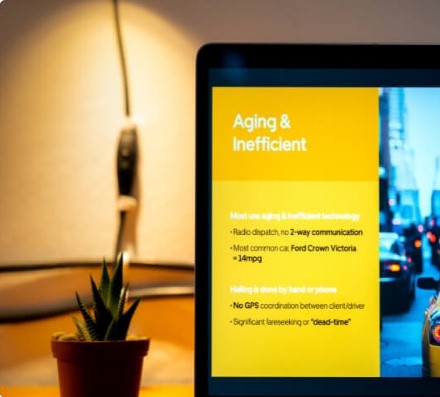 Aging &
Inefficient
Most use aging & inefficient technology
•Radio dispatch, no 2-way communication
•Most common car, Ford Crown Victoria
=14mpg
Hailing is done by hand or phone
•No GPS coordination between client/driver
•Significant fareseeking or "dead-time"